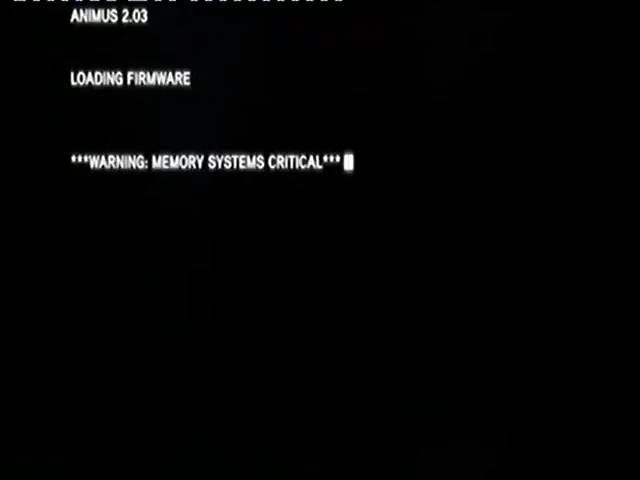 ANIMUS 2.03
LOADING FIRMWARE
***WARNING: MEMORY SYSTEMS CRITICAL***